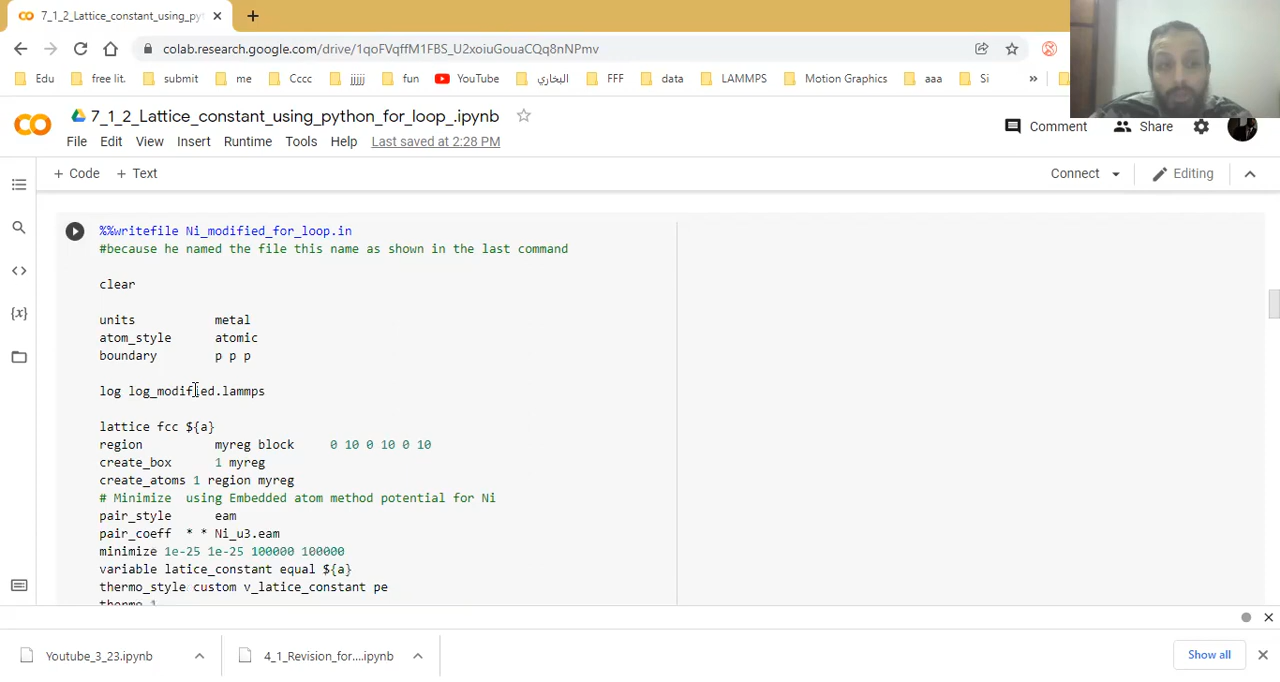 7_1_2_Lattice_constant_using_py
colab.research.google.com/drive/1qoFVqffM1FBS_U2xoiuGouaCQq8nNPmv
Edu free lit. submit me Cccc jjjjj fun YouTube البخاري FFF data LAMMPS Motion Graphics aaa Si »
7_1_2_Lattice_constant_using_python_for_loop_.ipynb
Comment Share
File Edit View Insert Runtime Tools Help Last saved at 2:28 PM
+ Code + Text Connect Editing
%%writefile Ni_modified_for_loop.in
#because he named the file this name as shown in the last command
clear
units metal
atom_style atomic
boundary p p p
log log_modified.lammps
lattice fcc ${a}
region myreg block 0 10 0 10 0 10
create_box 1 myreg
create_atoms 1 region myreg
# Minimize using Embedded atom method potential for Ni
pair_style eam
pair_coeff * * Ni_u3.eam
minimize 1e-25 1e-25 100000 100000
variable latice_constant equal ${a}
thermo_style custom v_latice_constant pe
thermo 1
Youtube_3_23.ipynb 4_1_Revision_for....ipynb Show all